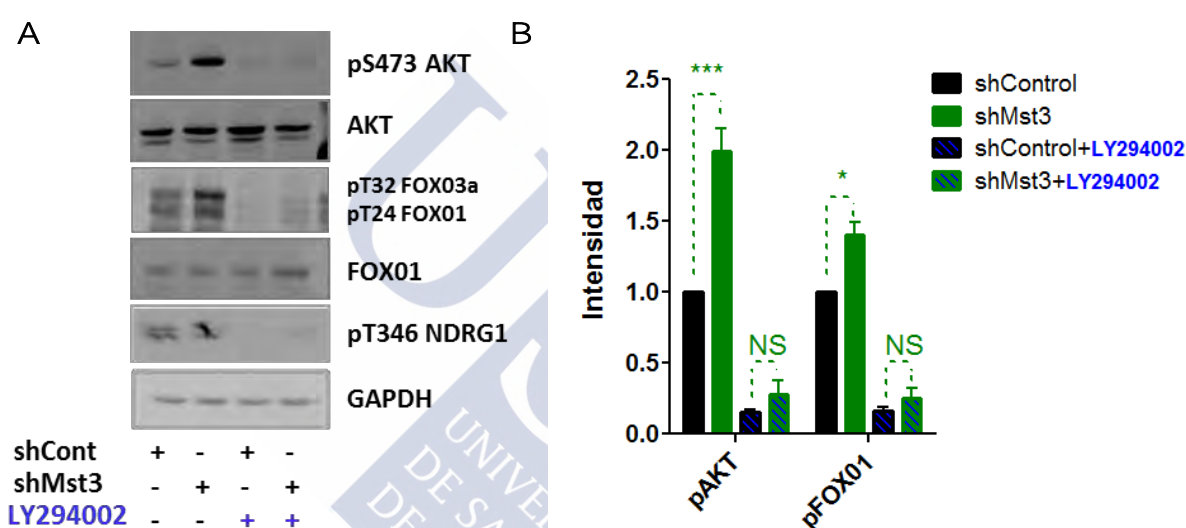 A
pS473 AKT
AKT
pT32 FOX03a
pT24 FOX01
FOX01
pT346 NDRG1
GAPDH
shCont + - + -
shMst3 - + - +
LY294002 - - + +
B
Intensidad
2.5
2.0
1.5
1.0
0.5
0.0
***
*
NS
NS
pAKT
pFOX01
shControl
shMst3
shControl+LY294002
shMst3+LY294002